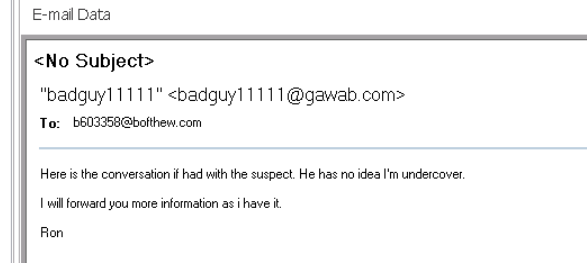 E-mail Data
<No Subject>
"badguy11111" <badguy11111@gawab.com>
To: b603358@bofthew.com
Here is the conversation if had with the suspect. He has no idea I'm undercover.
I will forward you more information as i have it.
Ron